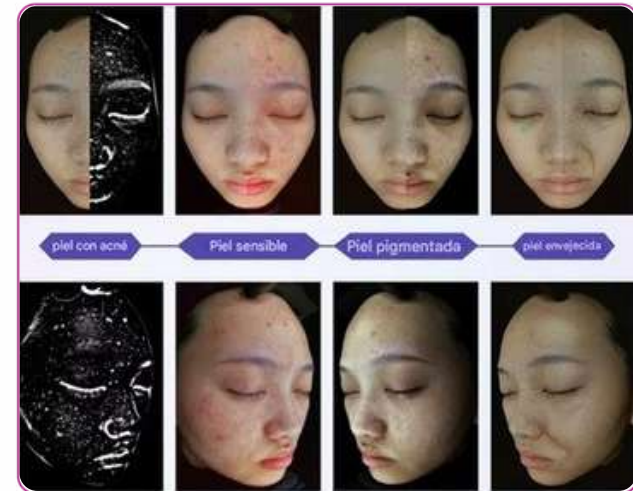 piel con acné
Piel sensible
Piel pigmentada
piel envejecida